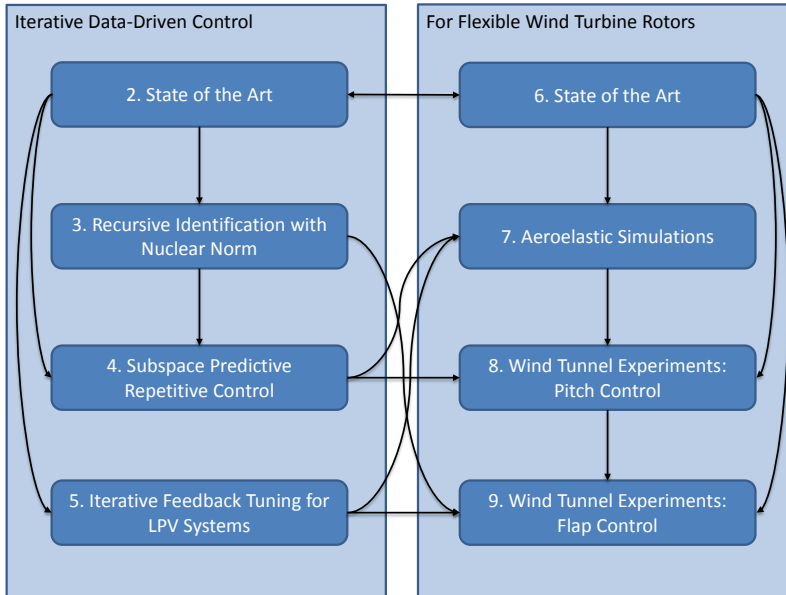 Iterative Data-Driven Control
2. State of the Art
3. Recursive Identification with
Nuclear Norm
4. Subspace Predictive
Repetitive Control
5. Iterative Feedback Tuning for
LPV Systems
For Flexible Wind Turbine Rotors
6. State of the Art
7. Aeroelastic Simulations
8. Wind Tunnel Experiments:
Pitch Control
9. Wind Tunnel Experiments:
Flap Control